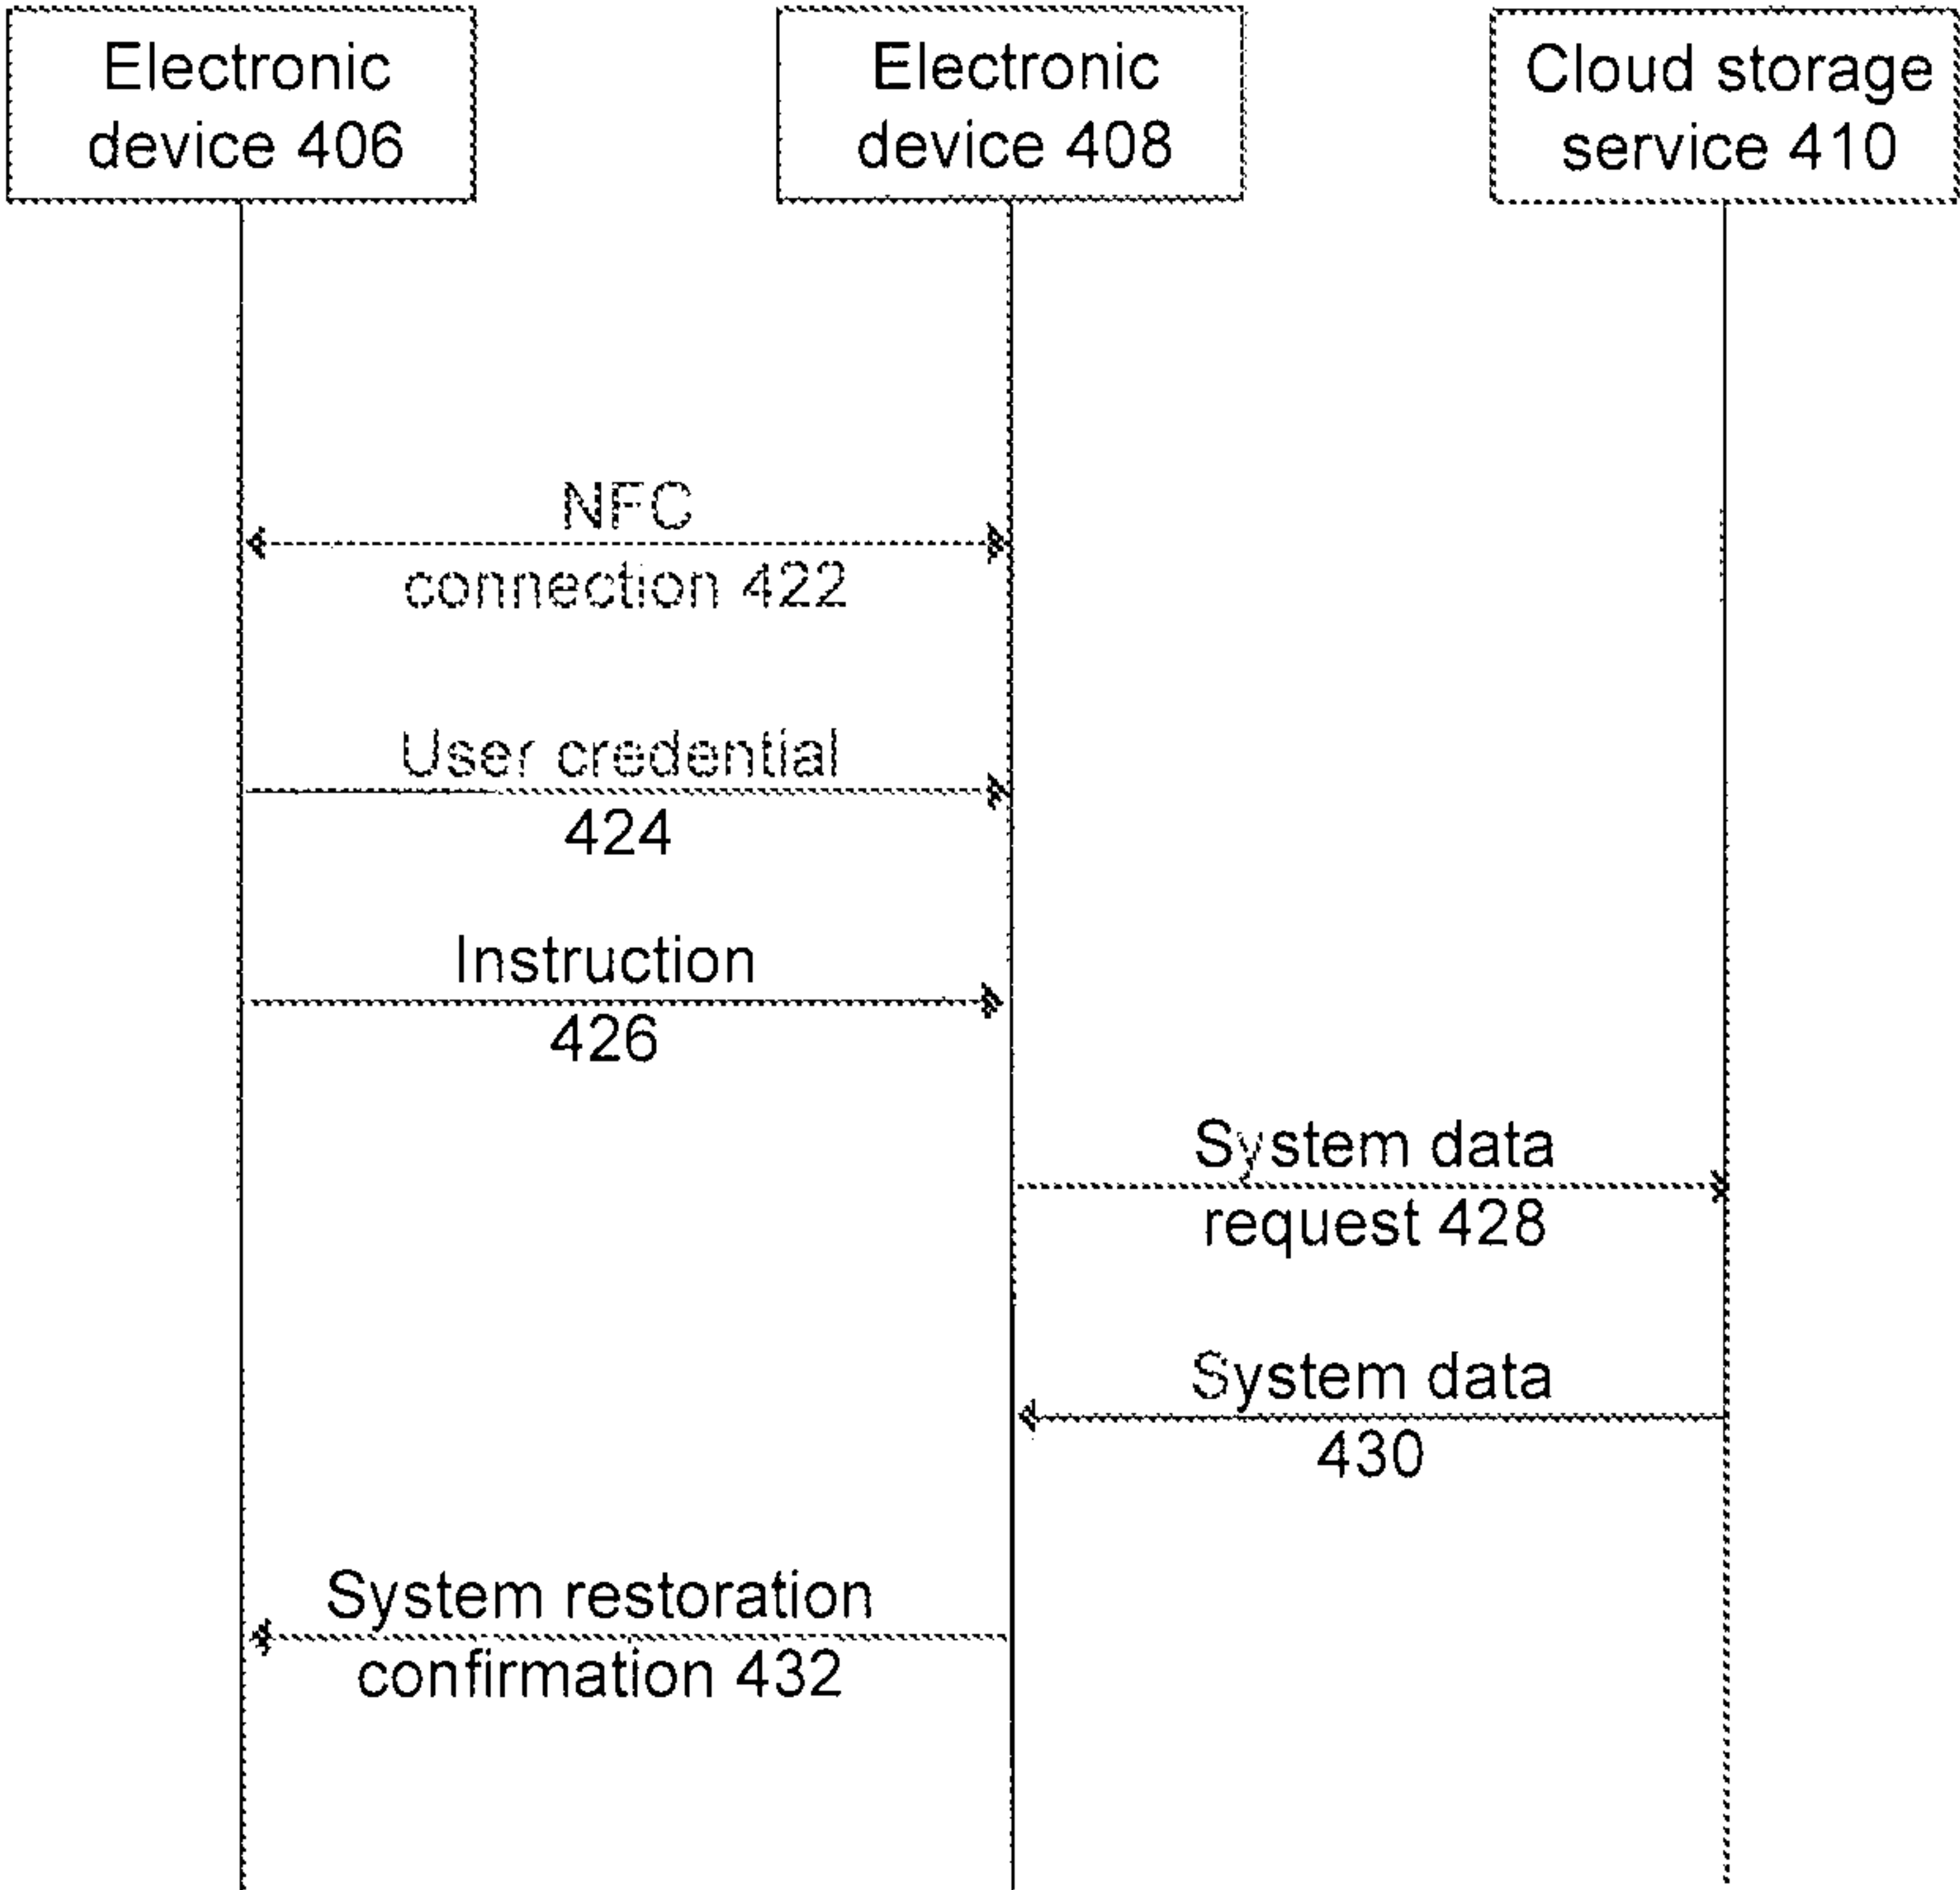 Electronic
device 406
Electronic
device 408
Cloud storage
service 410
NFC
connection 422
User credential
424
Instruction
426
System data
request 428
System data
430
System restoration
confirmation 432